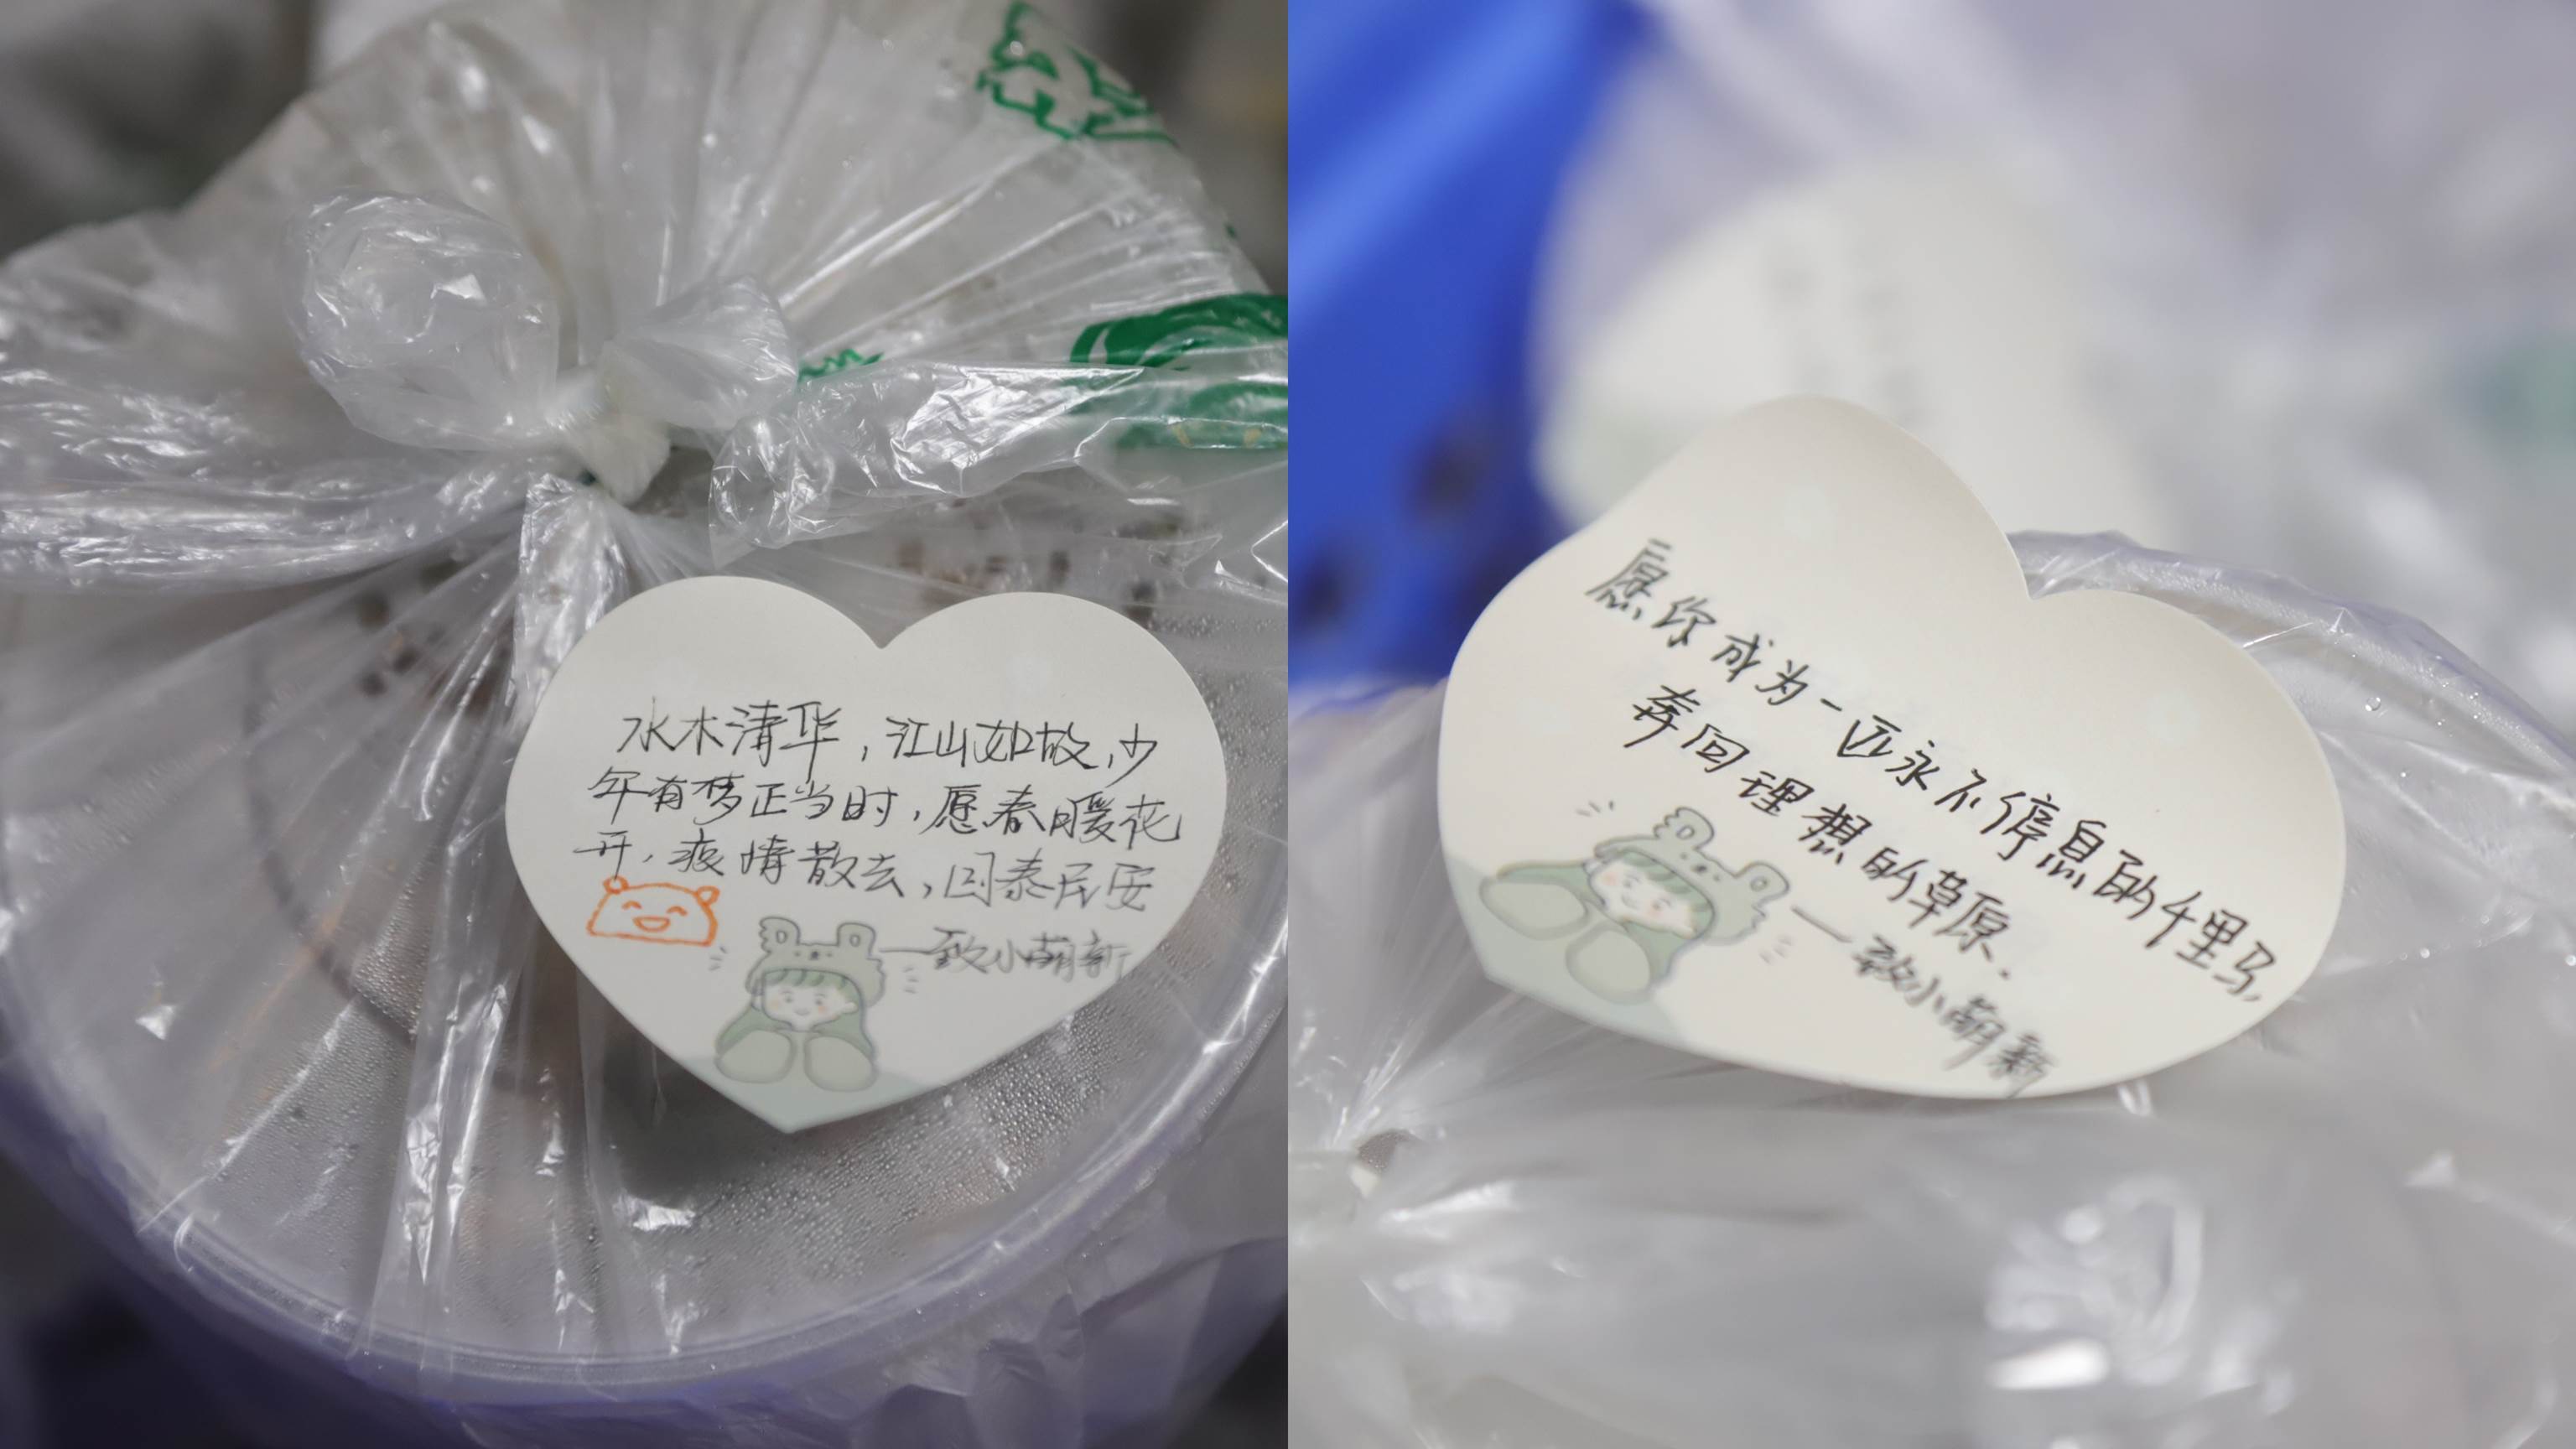 水木清华，江山如故，少
年有梦正当时，愿春暖花
开，疫情散去，国泰民安
——致小萌新
愿你成为一匹永不停息的千里马，
奔向理想的草原．
——致小萌新